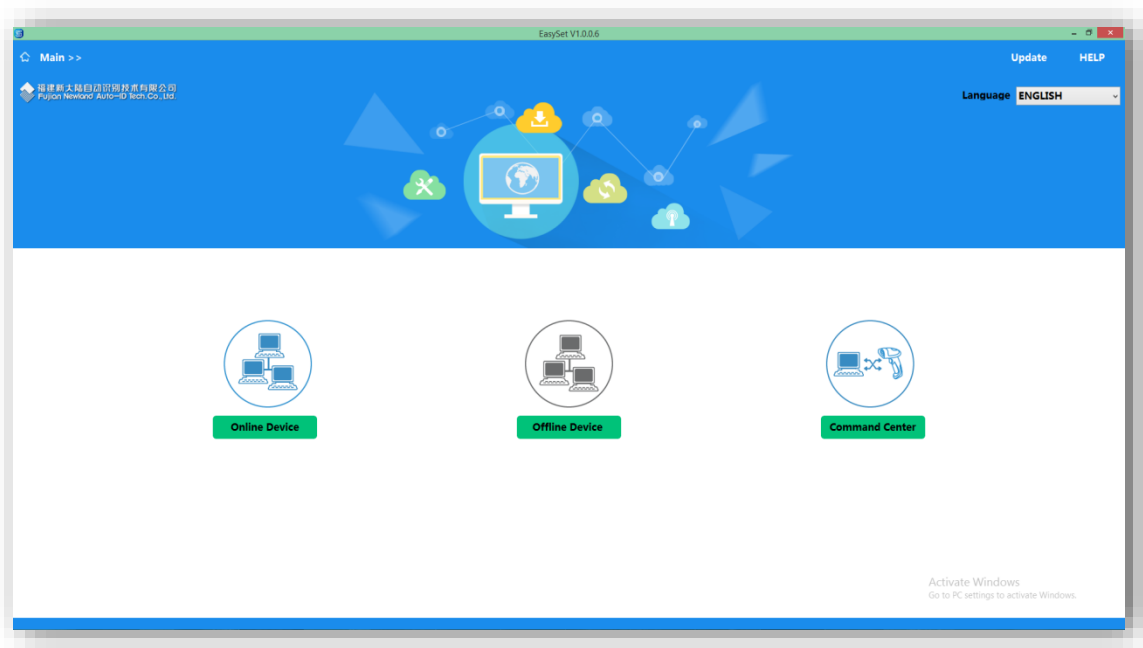 EasySet V1.0.0.6
Main >>
Update
HELP
福建新大陆自动识别技术有限公司
Fujian Newland Auto-ID Tech.Co.,Ltd.
Language
ENGLISH
Online Device
Offline Device
Command Center
Activate Windows
Go to PC settings to activate Windows.